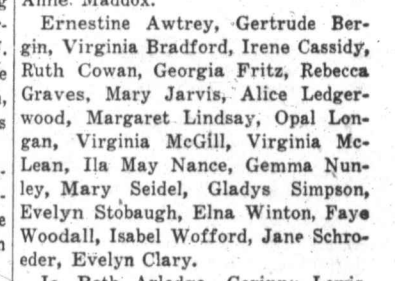 Anne Maddox.
Ernestine Awtrey, Gertrude Ber-
gin, Virginia Bradford, Irene Cassidy,
Ruth Cowan, Georgia Fritz, Rebecca
Graves, Mary Jarvis, Alice Ledger-
wood, Margaret Lindsay, Opal Lon-
gan, Virginia McGill, Virginia Mc-
Lean, Ila May Nance, Gemma Nun-
ley, Mary Seidel, Gladys Simpson,
Evelyn Stobaugh, Elna Winton, Faye
Woodall, Isabel Wofford, Jane Schro-
eder, Evelyn Clary.